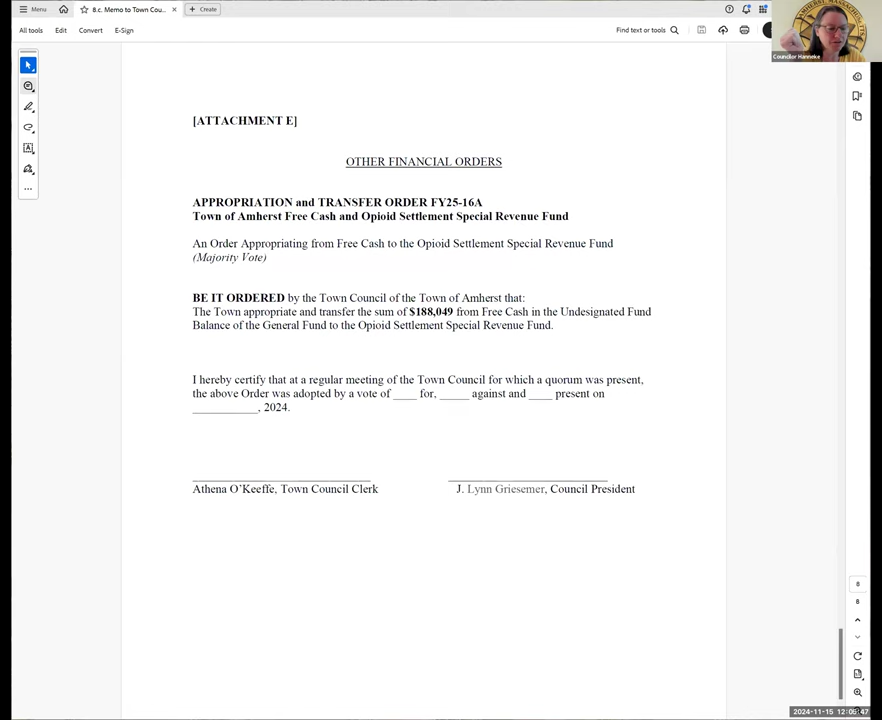 Menu
8.c. Memo to Town Cou...
Create
All tools
Edit
Convert
E-Sign
Find text or tools
Councillor Hanneke
[ATTACHMENT E]
OTHER FINANCIAL ORDERS
APPROPRIATION and TRANSFER ORDER FY25-16A
Town of Amherst Free Cash and Opioid Settlement Special Revenue Fund
An Order Appropriating from Free Cash to the Opioid Settlement Special Revenue Fund
(Majority Vote)
BE IT ORDERED by the Town Council of the Town of Amherst that:
The Town appropriate and transfer the sum of $188,049 from Free Cash in the Undesignated Fund
Balance of the General Fund to the Opioid Settlement Special Revenue Fund.
I hereby certify that at a regular meeting of the Town Council for which a quorum was present,
the above Order was adopted by a vote of ____ for, _____ against and ____ present on
___________, 2024.
Athena O'Keeffe, Town Council Clerk
J. Lynn Griesemer, Council President
8
8
2024-11-15 12:05:47